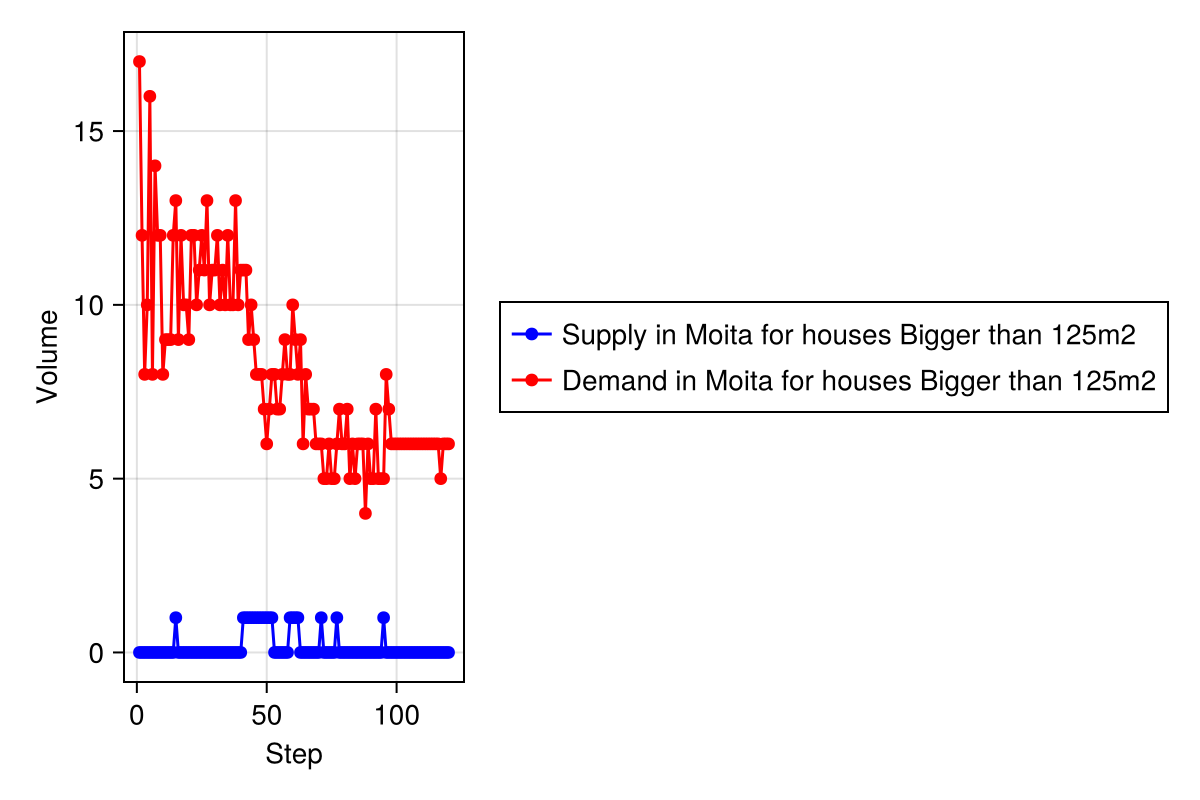 Volume
15
10
5
0
0 50 100
Step
Supply in Moita for houses Bigger than 125m2
Demand in Moita for houses Bigger than 125m2